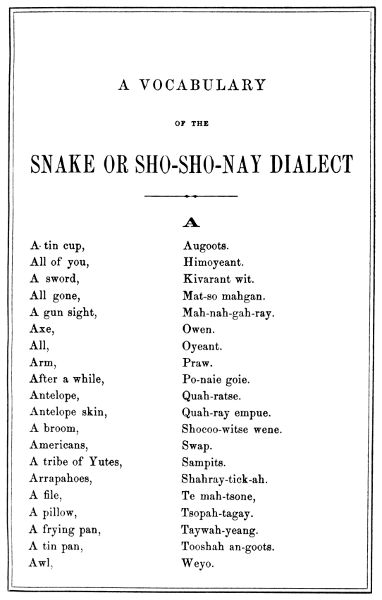 A VOCABULARY
OF THE
SNAKE OR SHO-SHO-NAY DIALECT
A
A tin cup, Augoots.
All of you, Himoyeant.
A sword, Kivarant wit.
All gone, Mat-so mahgan.
A gun sight, Mah-nah-gah-ray.
Axe, Owen.
All, Oyeant.
Arm, Praw.
After a while, Po-naie goie.
Antelope, Quah-ratse.
Antelope skin, Quah-ray empue.
A broom, Shocoo-witse wene.
Americans, Swap.
A tribe of Yutes, Sampits.
Arrapahoes, Shahray-tick-ah.
A file, Te mah-tsone,
A pillow, Tsopah-tagay.
A frying pan, Taywah-yeang.
A tin pan, Tooshah an-goots.
Awl, Weyo.